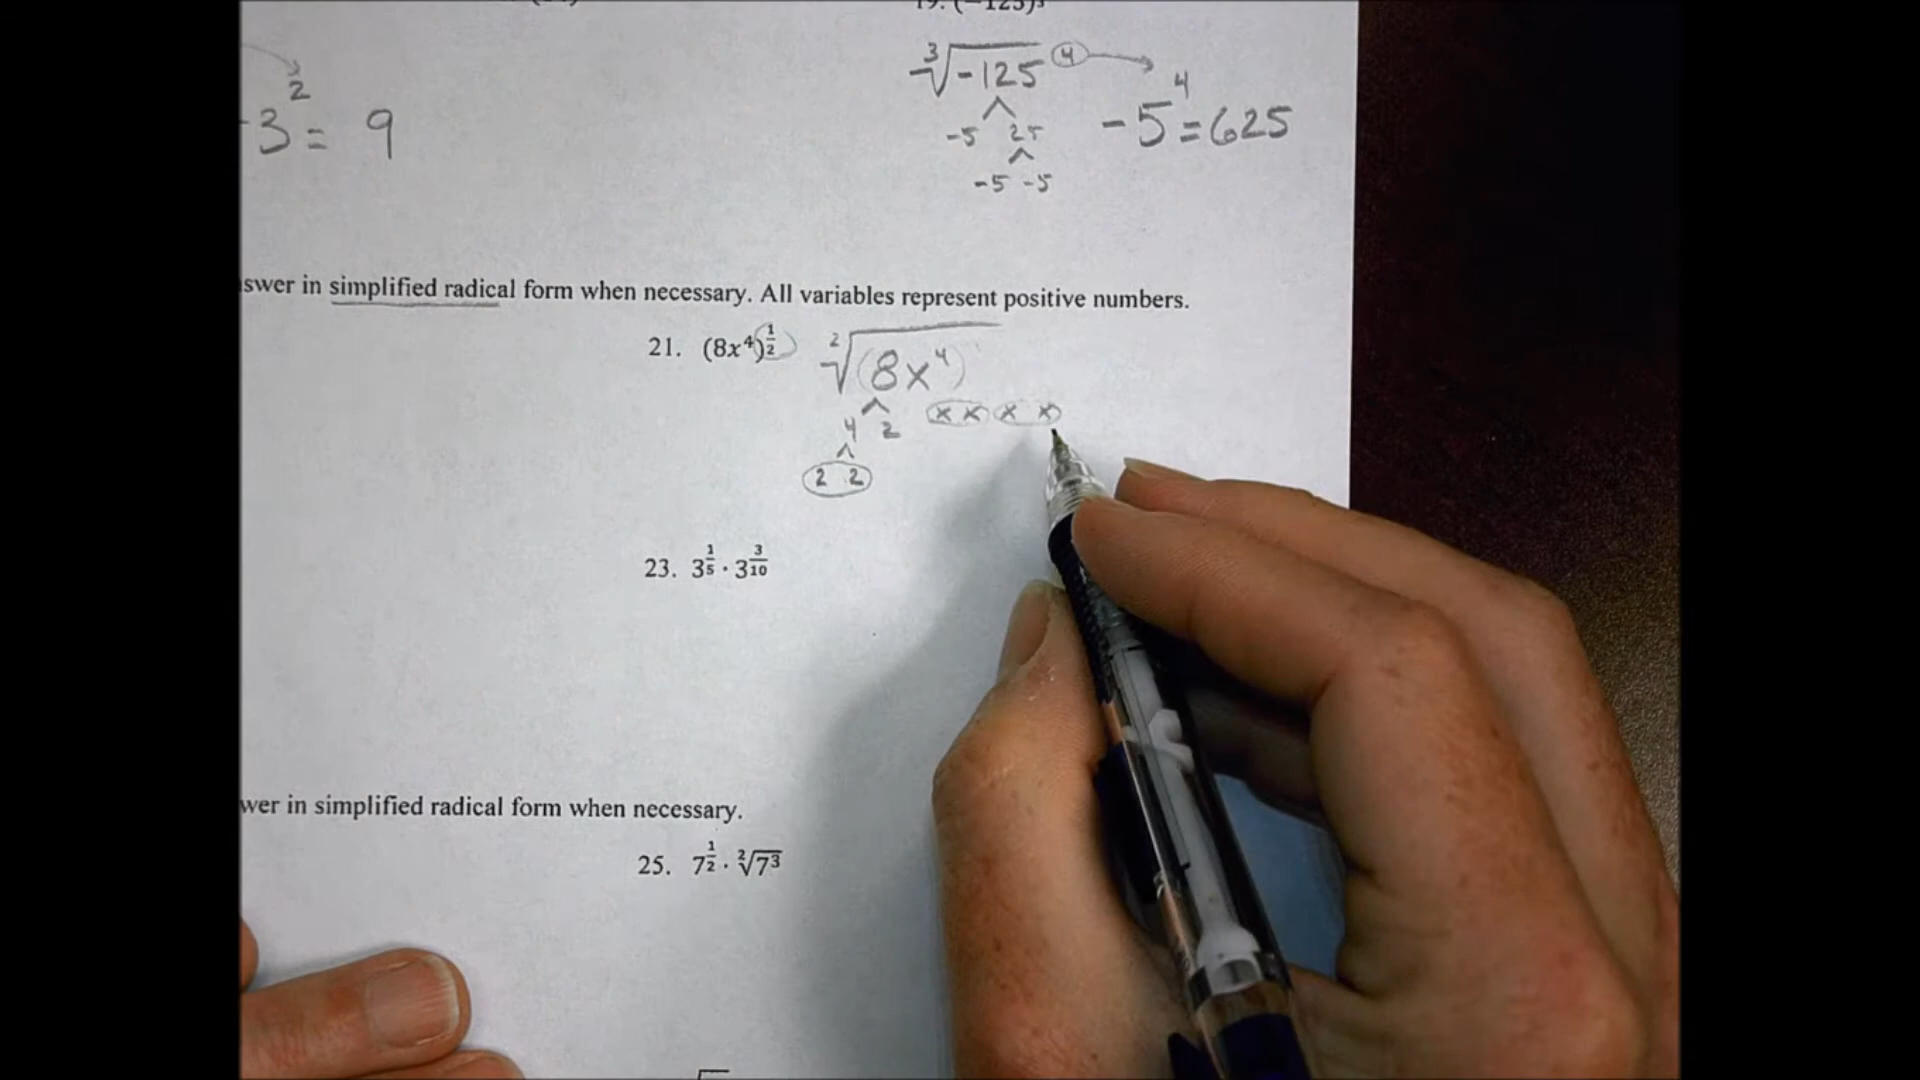 19. (-125)
∛-125 ④
-5 25
-5 -5
-5⁴ = 625
3² = 9
swer in simplified radical form when necessary. All variables represent positive numbers.
21. (8x⁴)^(1/2) ²√(8x⁴)
4 2 x x x x
2 2
23. 3^(1/5) · 3^(3/10)
wer in simplified radical form when necessary.
25. 7^(1/2) · ²√7³